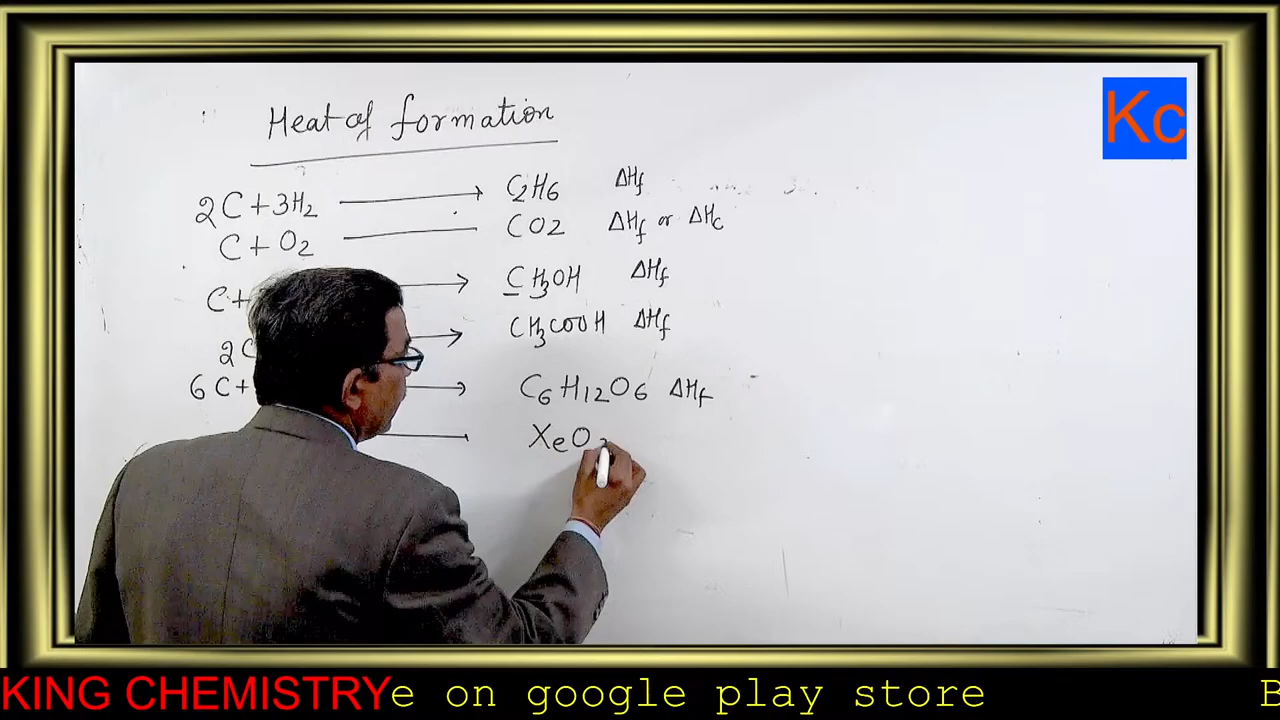 Kc
Heat of formation
2C + 3H2 → C2H6 ΔHf
C + O2 — CO2 ΔHf or ΔHc
C+ → CH3OH ΔHf
2C → CH3COOH ΔHf
6C+ → C6H12O6 ΔHf
— XeO
KING CHEMISTRY e on google play store B